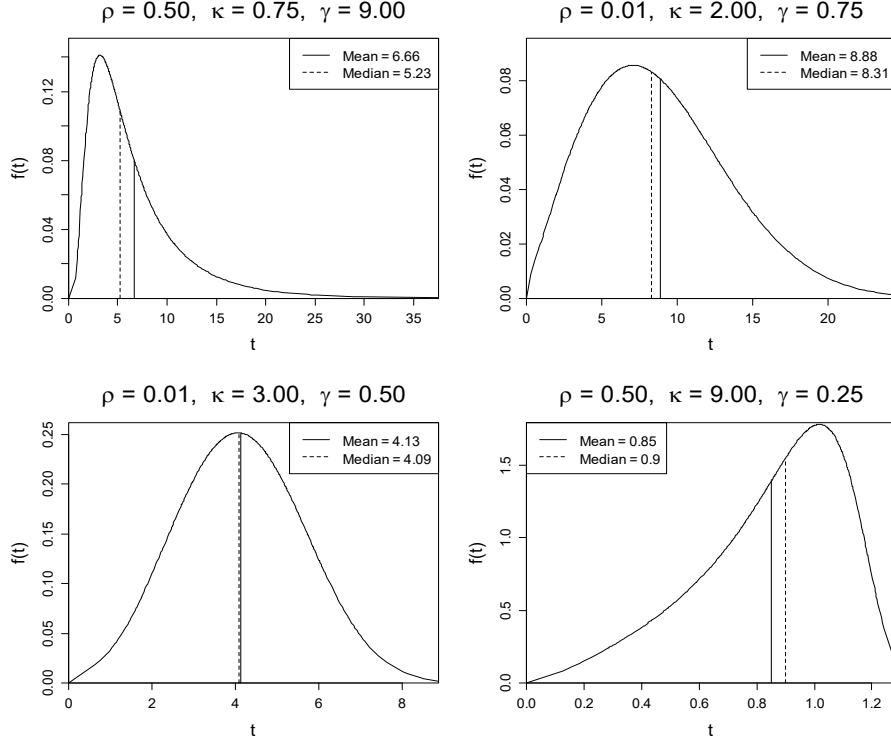 ρ = 0.50, κ = 0.75, γ = 9.00
Mean = 6.66
Median = 5.23
f(t)
0.00 0.04 0.08 0.12
0 5 10 15 20 25 30 35
t
ρ = 0.01, κ = 2.00, γ = 0.75
Mean = 8.88
Median = 8.31
f(t)
0.00 0.02 0.04 0.06 0.08
0 5 10 15 20
t
ρ = 0.01, κ = 3.00, γ = 0.50
Mean = 4.13
Median = 4.09
f(t)
0.00 0.05 0.10 0.15 0.20 0.25
0 2 4 6 8
t
ρ = 0.50, κ = 9.00, γ = 0.25
Mean = 0.85
Median = 0.9
f(t)
0.0 0.5 1.0 1.5
0.0 0.2 0.4 0.6 0.8 1.0 1.2
t